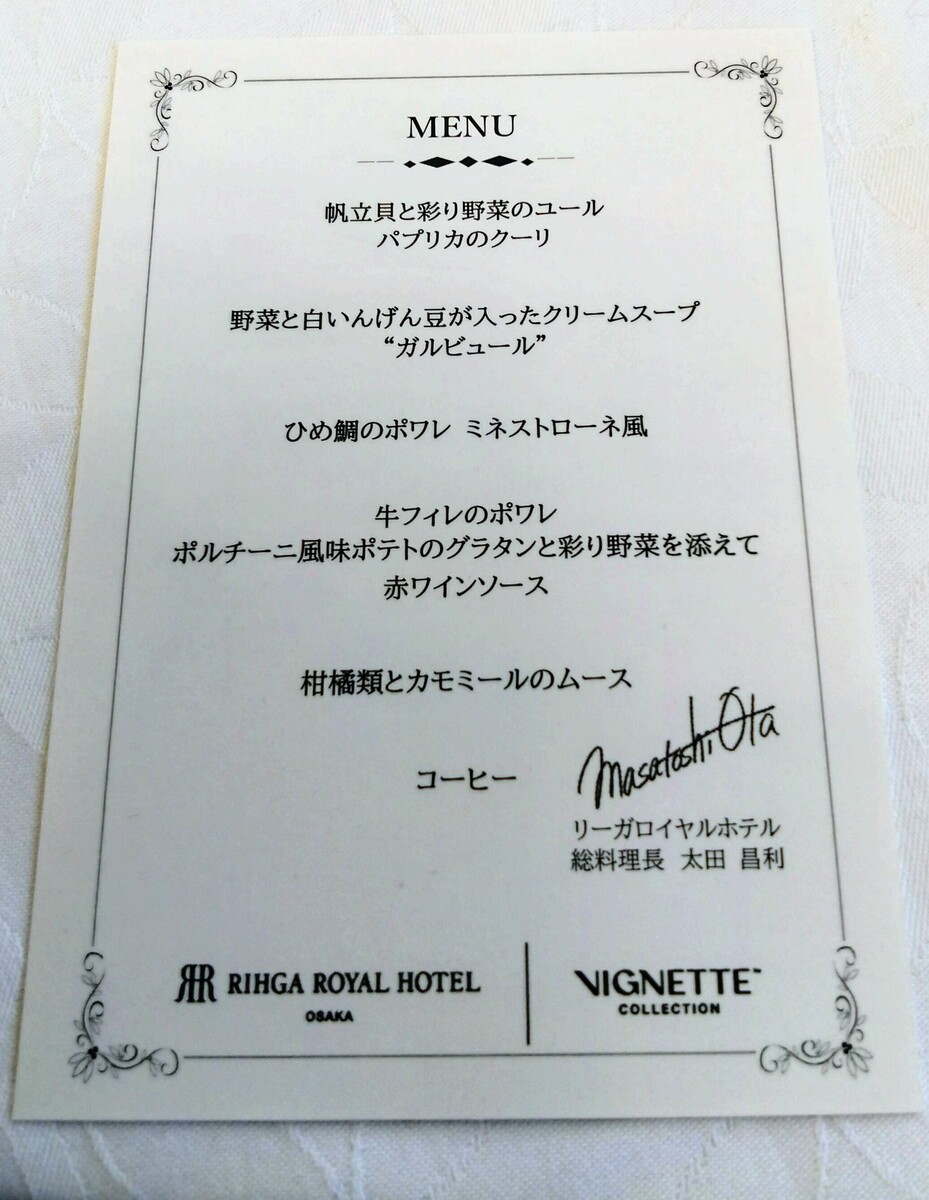 MENU
帆立貝と彩り野菜のユール
パプリカのクーリ
野菜と白いんげん豆が入ったクリームスープ
“ガルビュール”
ひめ鯛のポワレ ミネストローネ風
牛フィレのポワレ
ポルチーニ風味ポテトのグラタンと彩り野菜を添えて
赤ワインソース
柑橘類とカモミールのムース
コーヒー
Masatoshi Ota
リーガロイヤルホテル
総料理長 太田 昌利
RR RIHGA ROYAL HOTEL
OSAKA
VIGNETTE™
COLLECTION